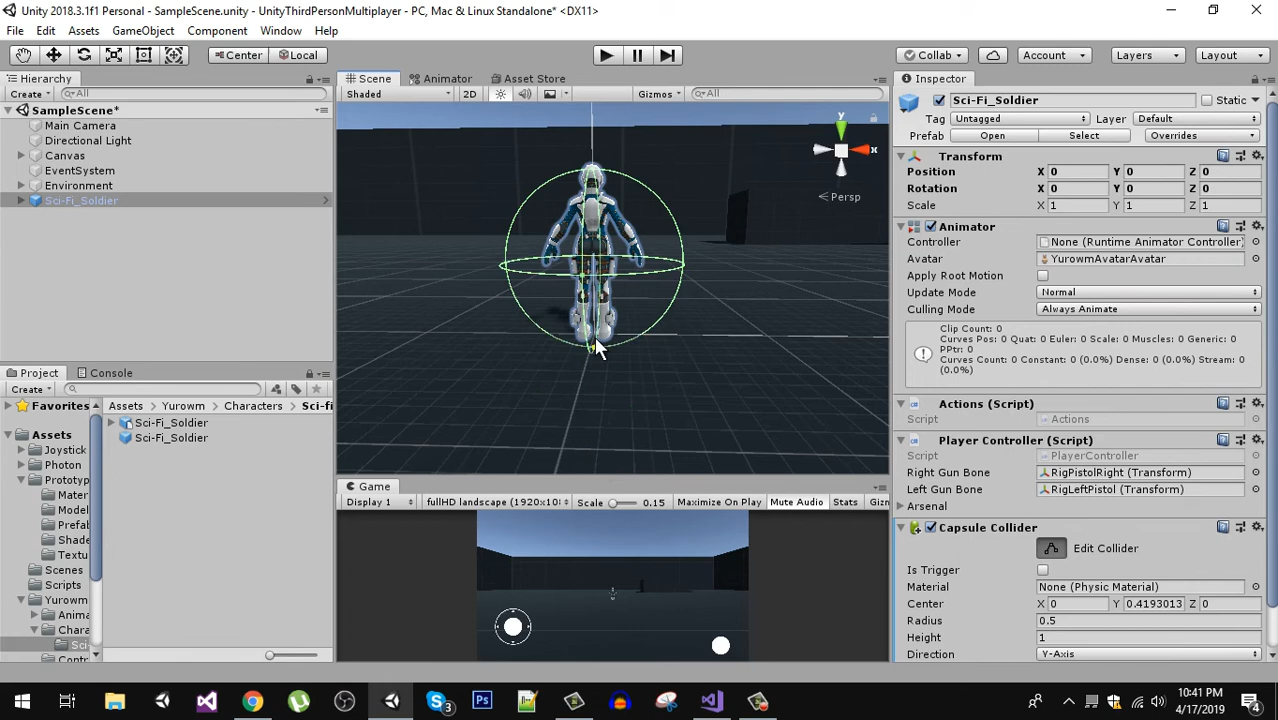 Unity 2018.3.1f1 Personal - SampleScene.unity - UnityThirdPersonMultiplayer - PC, Mac & Linux Standalone* <DX11>
File Edit Assets GameObject Component Window Help
Center Local Collab Account Layers Layout
Hierarchy Scene Animator Asset Store Inspector
Create All Shaded 2D Gizmos All
Sci-Fi_Soldier Static
SampleScene*
Tag Untagged Layer Default
Main Camera
Prefab Open Select Overrides
Directional Light
y
Canvas
x
Transform
EventSystem
Position X 0 Y 0 Z 0
Environment
Rotation X 0 Y 0 Z 0
Sci-Fi_Soldier
Persp
Scale X 1 Y 1 Z 1
Animator
Controller None (Runtime Animator Controller)
Avatar YurowmAvatarAvatar
Apply Root Motion
Update Mode Normal
Culling Mode Always Animate
Clip Count: 0
Curves Pos: 0 Quat: 0 Euler: 0 Scale: 0 Muscles: 0 Generic: 0
PPtr: 0
Curves Count: 0 Constant: 0 (0.0%) Dense: 0 (0.0%) Stream: 0
(0.0%)
Project Console
Create
Favorites Assets Yurowm Characters Sci-fi
Actions (Script)
Script Actions
Sci-Fi_Soldier
Assets
Sci-Fi_Soldier
Player Controller (Script)
Joystick
Script PlayerController
Photon
Right Gun Bone RigPistolRight (Transform)
Prototyp
Game
Left Gun Bone RigLeftPistol (Transform)
Mater
Display 1 fullHD landscape (1920x10 Scale 0.15 Maximize On Play Mute Audio Stats Gizn
Arsenal
Model
Prefab
Capsule Collider
Shade
Edit Collider
Textu
Scenes
Is Trigger
Scripts
Material None (Physic Material)
Yurowm
Center X 0 Y 0.4193013 Z 0
Anima
Radius 0.5
Chara
Height 1
Sci
Direction Y-Axis
Contr
3
10:41 PM
4/17/2019
4